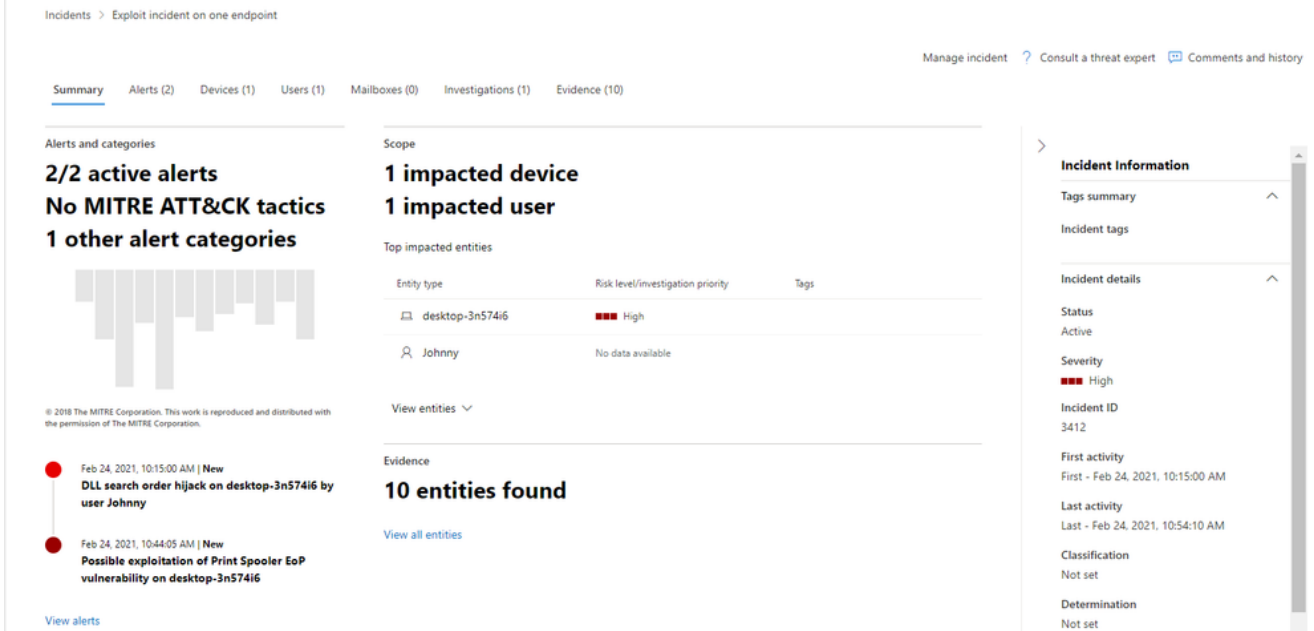 Incidents > Exploit incident on one endpoint
Manage incident ? Consult a threat expert Comments and history
Summary Alerts (2) Devices (1) Users (1) Mailboxes (0) Investigations (1) Evidence (10)
Alerts and categories
2/2 active alerts
No MITRE ATT&CK tactics
1 other alert categories
© 2018 The MITRE Corporation. This work is reproduced and distributed with
the permission of The MITRE Corporation.
Feb 24, 2021, 10:15:00 AM | New
DLL search order hijack on desktop-3n574i6 by
user Johnny
Feb 24, 2021, 10:44:05 AM | New
Possible exploitation of Print Spooler EoP
vulnerability on desktop-3n574i6
View alerts
Scope
1 impacted device
1 impacted user
Top impacted entities
Entity type Risk level/investigation priority Tags
desktop-3n574i6 High
Johnny No data available
View entities
Evidence
10 entities found
View all entities
Incident Information
Tags summary
Incident tags
Incident details
Status
Active
Severity
High
Incident ID
3412
First activity
First - Feb 24, 2021, 10:15:00 AM
Last activity
Last - Feb 24, 2021, 10:54:10 AM
Classification
Not set
Determination
Not set